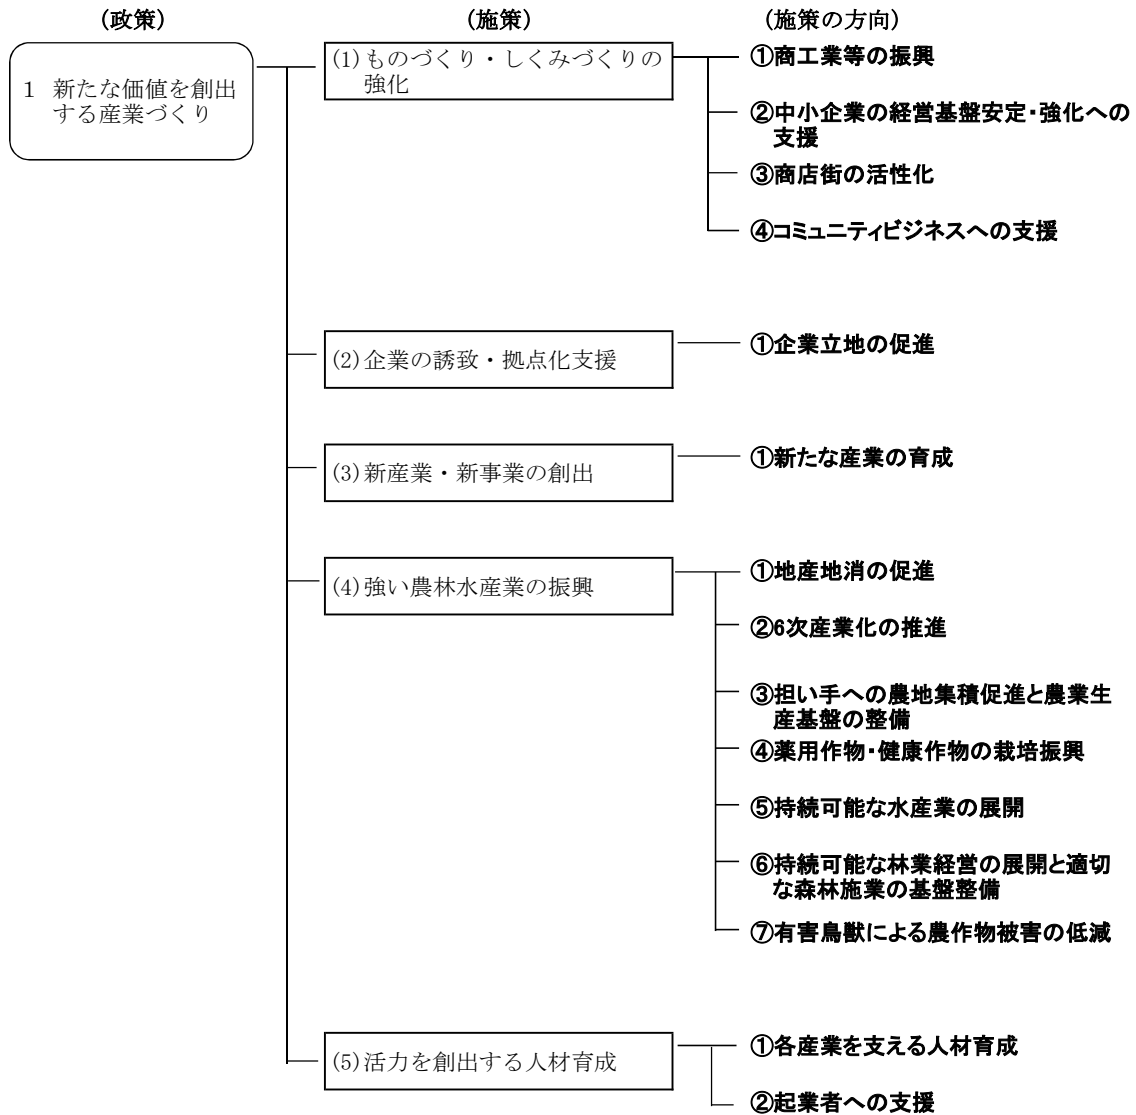 (政策)
(施策)
(施策の方向)
1 新たな価値を創出
する産業づくり
(1)ものづくり・しくみづくりの
強化
①商工業等の振興
②中小企業の経営基盤安定・強化への
支援
③商店街の活性化
④コミュニティビジネスへの支援
(2)企業の誘致・拠点化支援
①企業立地の促進
(3)新産業・新事業の創出
①新たな産業の育成
(4)強い農林水産業の振興
①地産地消の促進
②6次産業化の推進
③担い手への農地集積促進と農業生
産基盤の整備
④薬用作物・健康作物の栽培振興
⑤持続可能な水産業の展開
⑥持続可能な林業経営の展開と適切
な森林施業の基盤整備
⑦有害鳥獣による農作物被害の低減
(5)活力を創出する人材育成
①各産業を支える人材育成
②起業者への支援